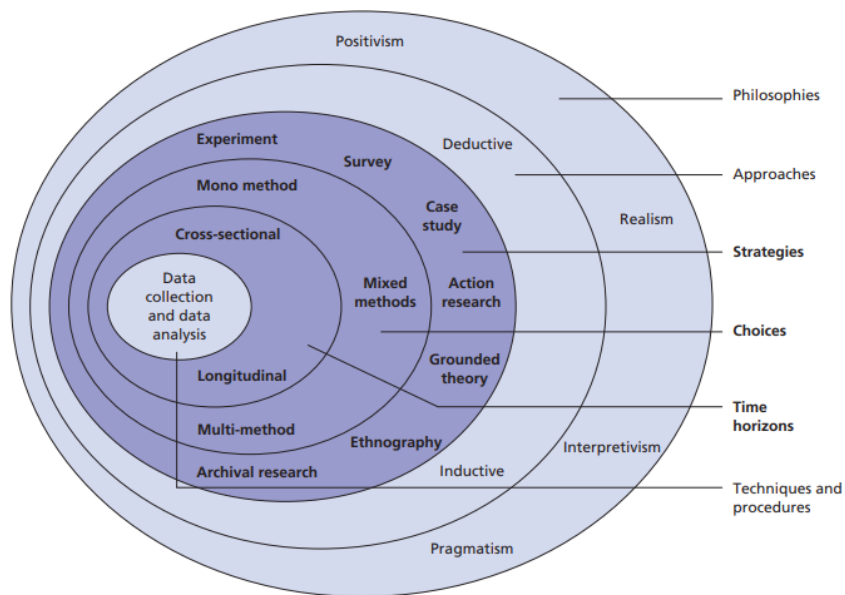 Positivism
Philosophies
Experiment
Deductive
Survey
Approaches
Mono method
Case
study
Realism
Cross-sectional
Strategies
Data
collection
and data
analysis
Mixed
methods
Action
research
Choices
Grounded
theory
Longitudinal
Time
horizons
Multi-method
Ethnography
Interpretivism
Archival research
Inductive
Techniques and
procedures
Pragmatism